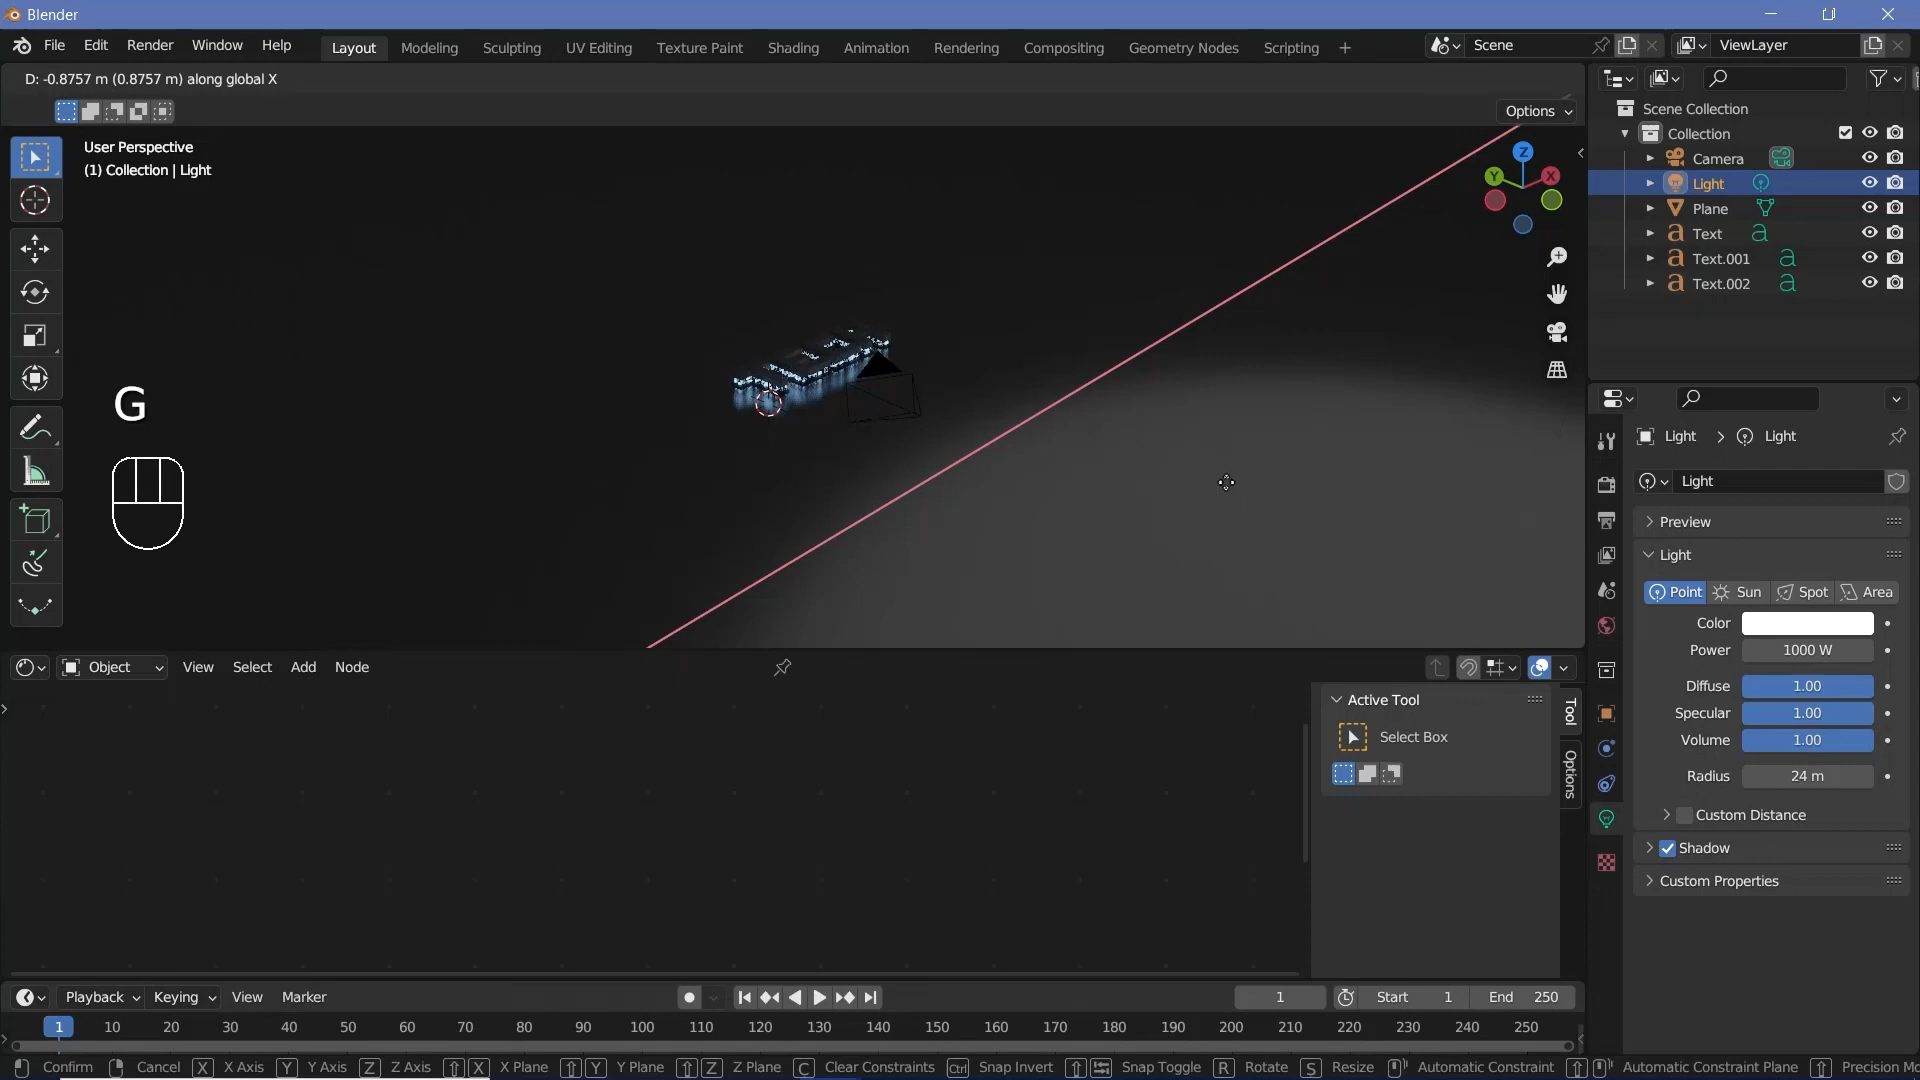 Blender
File Edit Render Window Help Layout Modeling Sculpting UV Editing Texture Paint Shading Animation Rendering Compositing Geometry Nodes Scripting + Scene ViewLayer
D: -0.8757 m (0.8757 m) along global X
Options
User Perspective
(1) Collection | Light
Z
Y X
G
Scene Collection
Collection
Camera
Light
Plane
Text
Text.001
Text.002
Light > Light
Light
Preview
Light
Point Sun Spot Area
Color
Power 1000 W
Diffuse 1.00
Specular 1.00
Volume 1.00
Radius 24 m
Custom Distance
Shadow
Custom Properties
Object View Select Add Node
Active Tool
Select Box
Tool
Options
Playback Keying View Marker 1 Start 1 End 250
1 10 20 30 40 50 60 70 80 90 100 110 120 130 140 150 160 170 180 190 200 210 220 230 240 250
Confirm Cancel X X Axis Y Y Axis Z Z Axis X X Plane Y Y Plane Z Z Plane C Clear Constraints Ctrl Snap Invert Snap Toggle R Rotate S Resize Automatic Constraint Automatic Constraint Plane Precision Mo